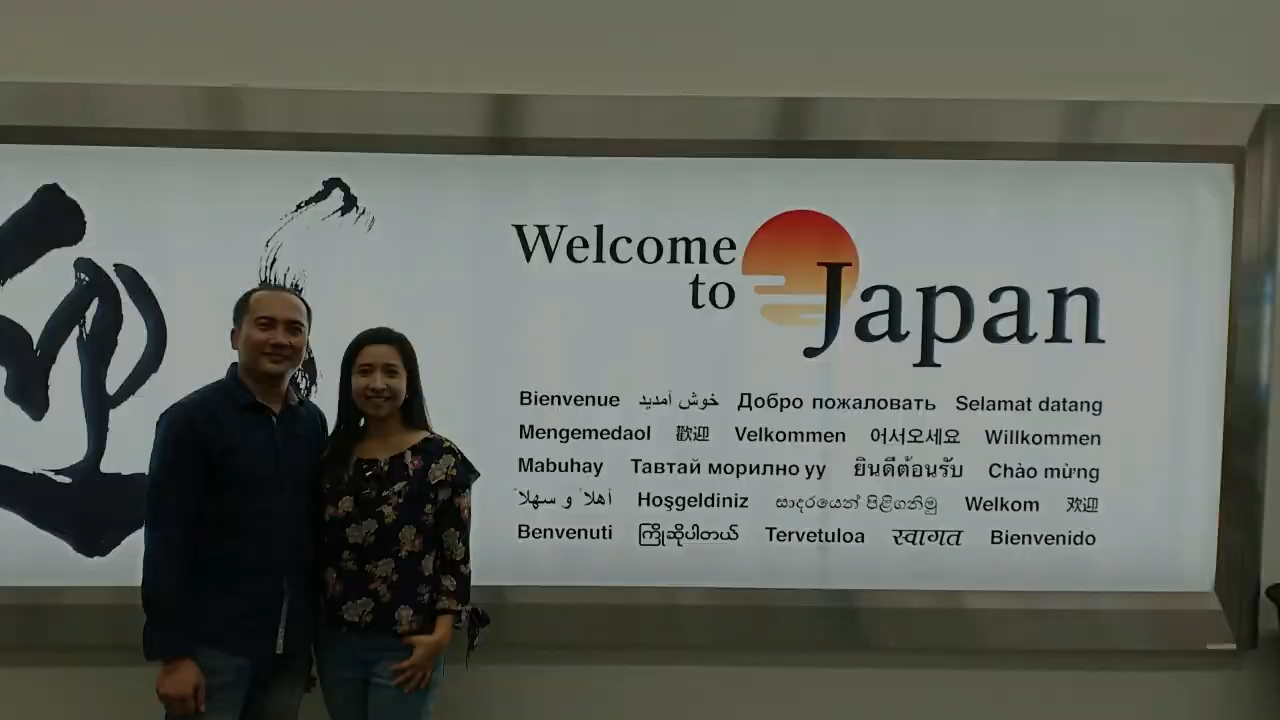 Welcome
to Japan
Bienvenue خوش آمدید Добро пожаловать Selamat datang
Mengemedaol 歡迎 Velkommen 어서오세요 Willkommen
Mabuhay Тавтай морилно уу ยินดีต้อนรับ Chào mừng
أهلاً و سهلاً Hoşgeldiniz සාදරයෙන් පිළිගනිමු Welkom 欢迎
Benvenuti ကြိုဆိုပါတယ် Tervetuloa स्वागत Bienvenido